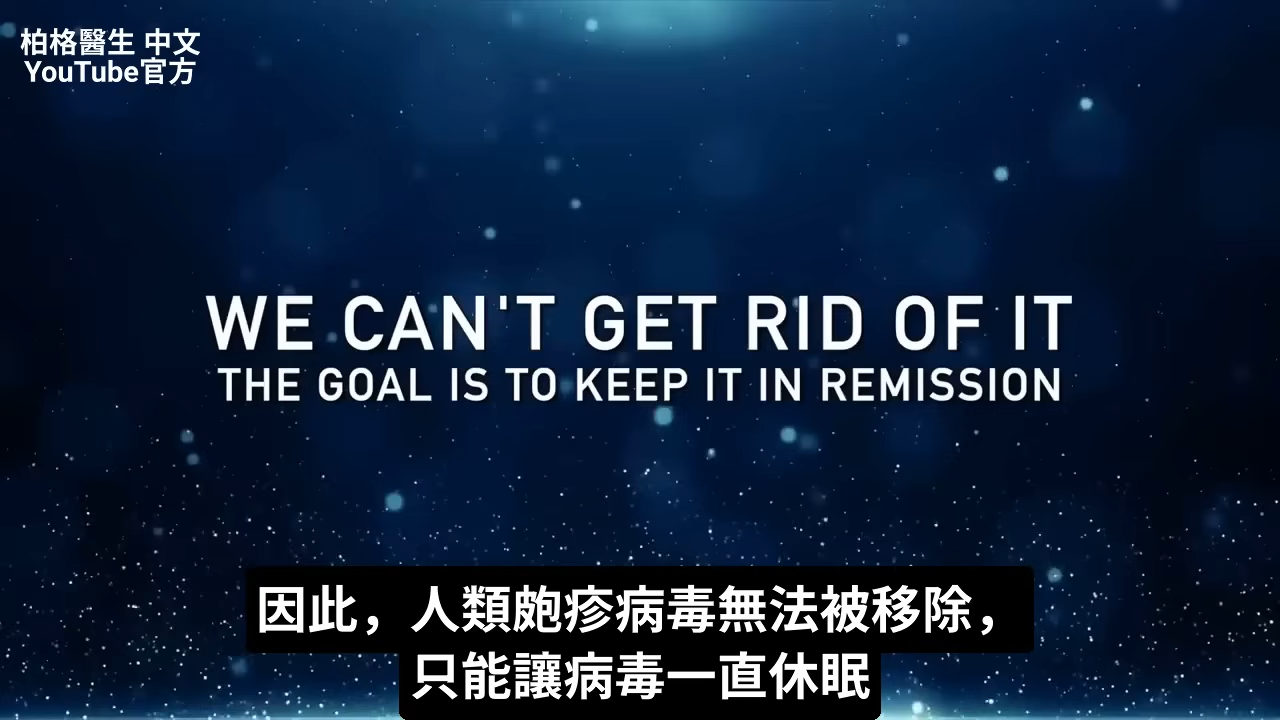 柏格醫生 中文
YouTube官方
WE CAN'T GET RID OF IT
THE GOAL IS TO KEEP IT IN REMISSION
因此，人類皰疹病毒無法被移除，
只能讓病毒一直休眠